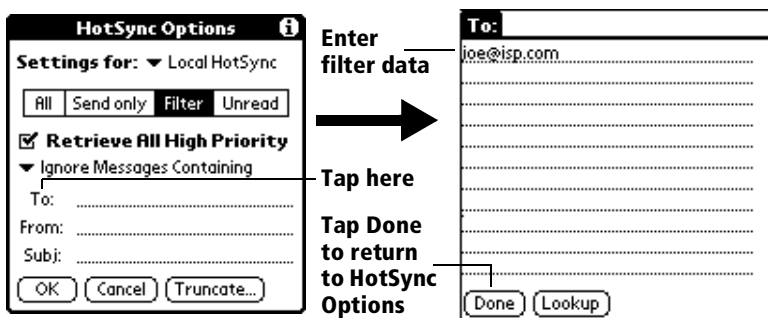 HotSync Options i
Settings for: Local HotSync
All Send only Filter Unread
Retrieve All High Priority
Ignore Messages Containing
To:
From:
Subj:
OK Cancel Truncate...
Enter
filter data
Tap here
Tap Done
to return
to HotSync
Options
To:
joe@isp.com
Done Lookup